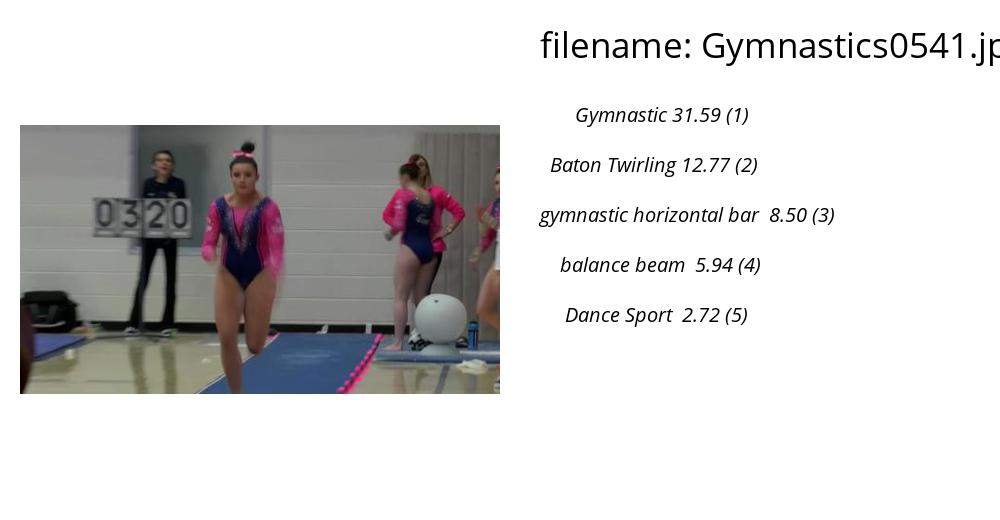 filename: Gymnastics0541.jp
Gymnastic 31.59 (1)
Baton Twirling 12.77 (2)
gymnastic horizontal bar 8.50 (3)
balance beam 5.94 (4)
Dance Sport 2.72 (5)
0320